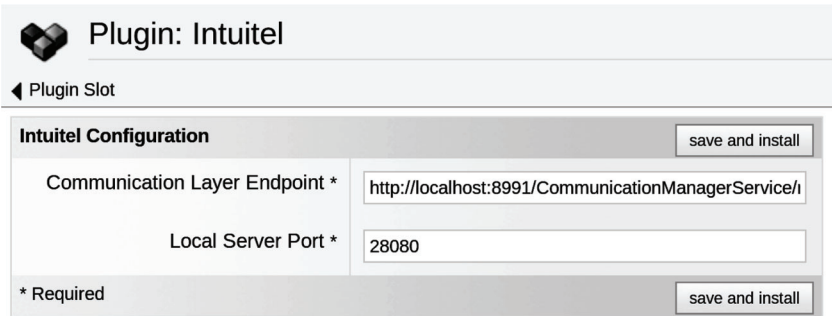 Plugin: Intuitel
Plugin Slot
Intuitel Configuration save and install
Communication Layer Endpoint * http://localhost:8991/CommunicationManagerService/
Local Server Port * 28080
* Required save and install